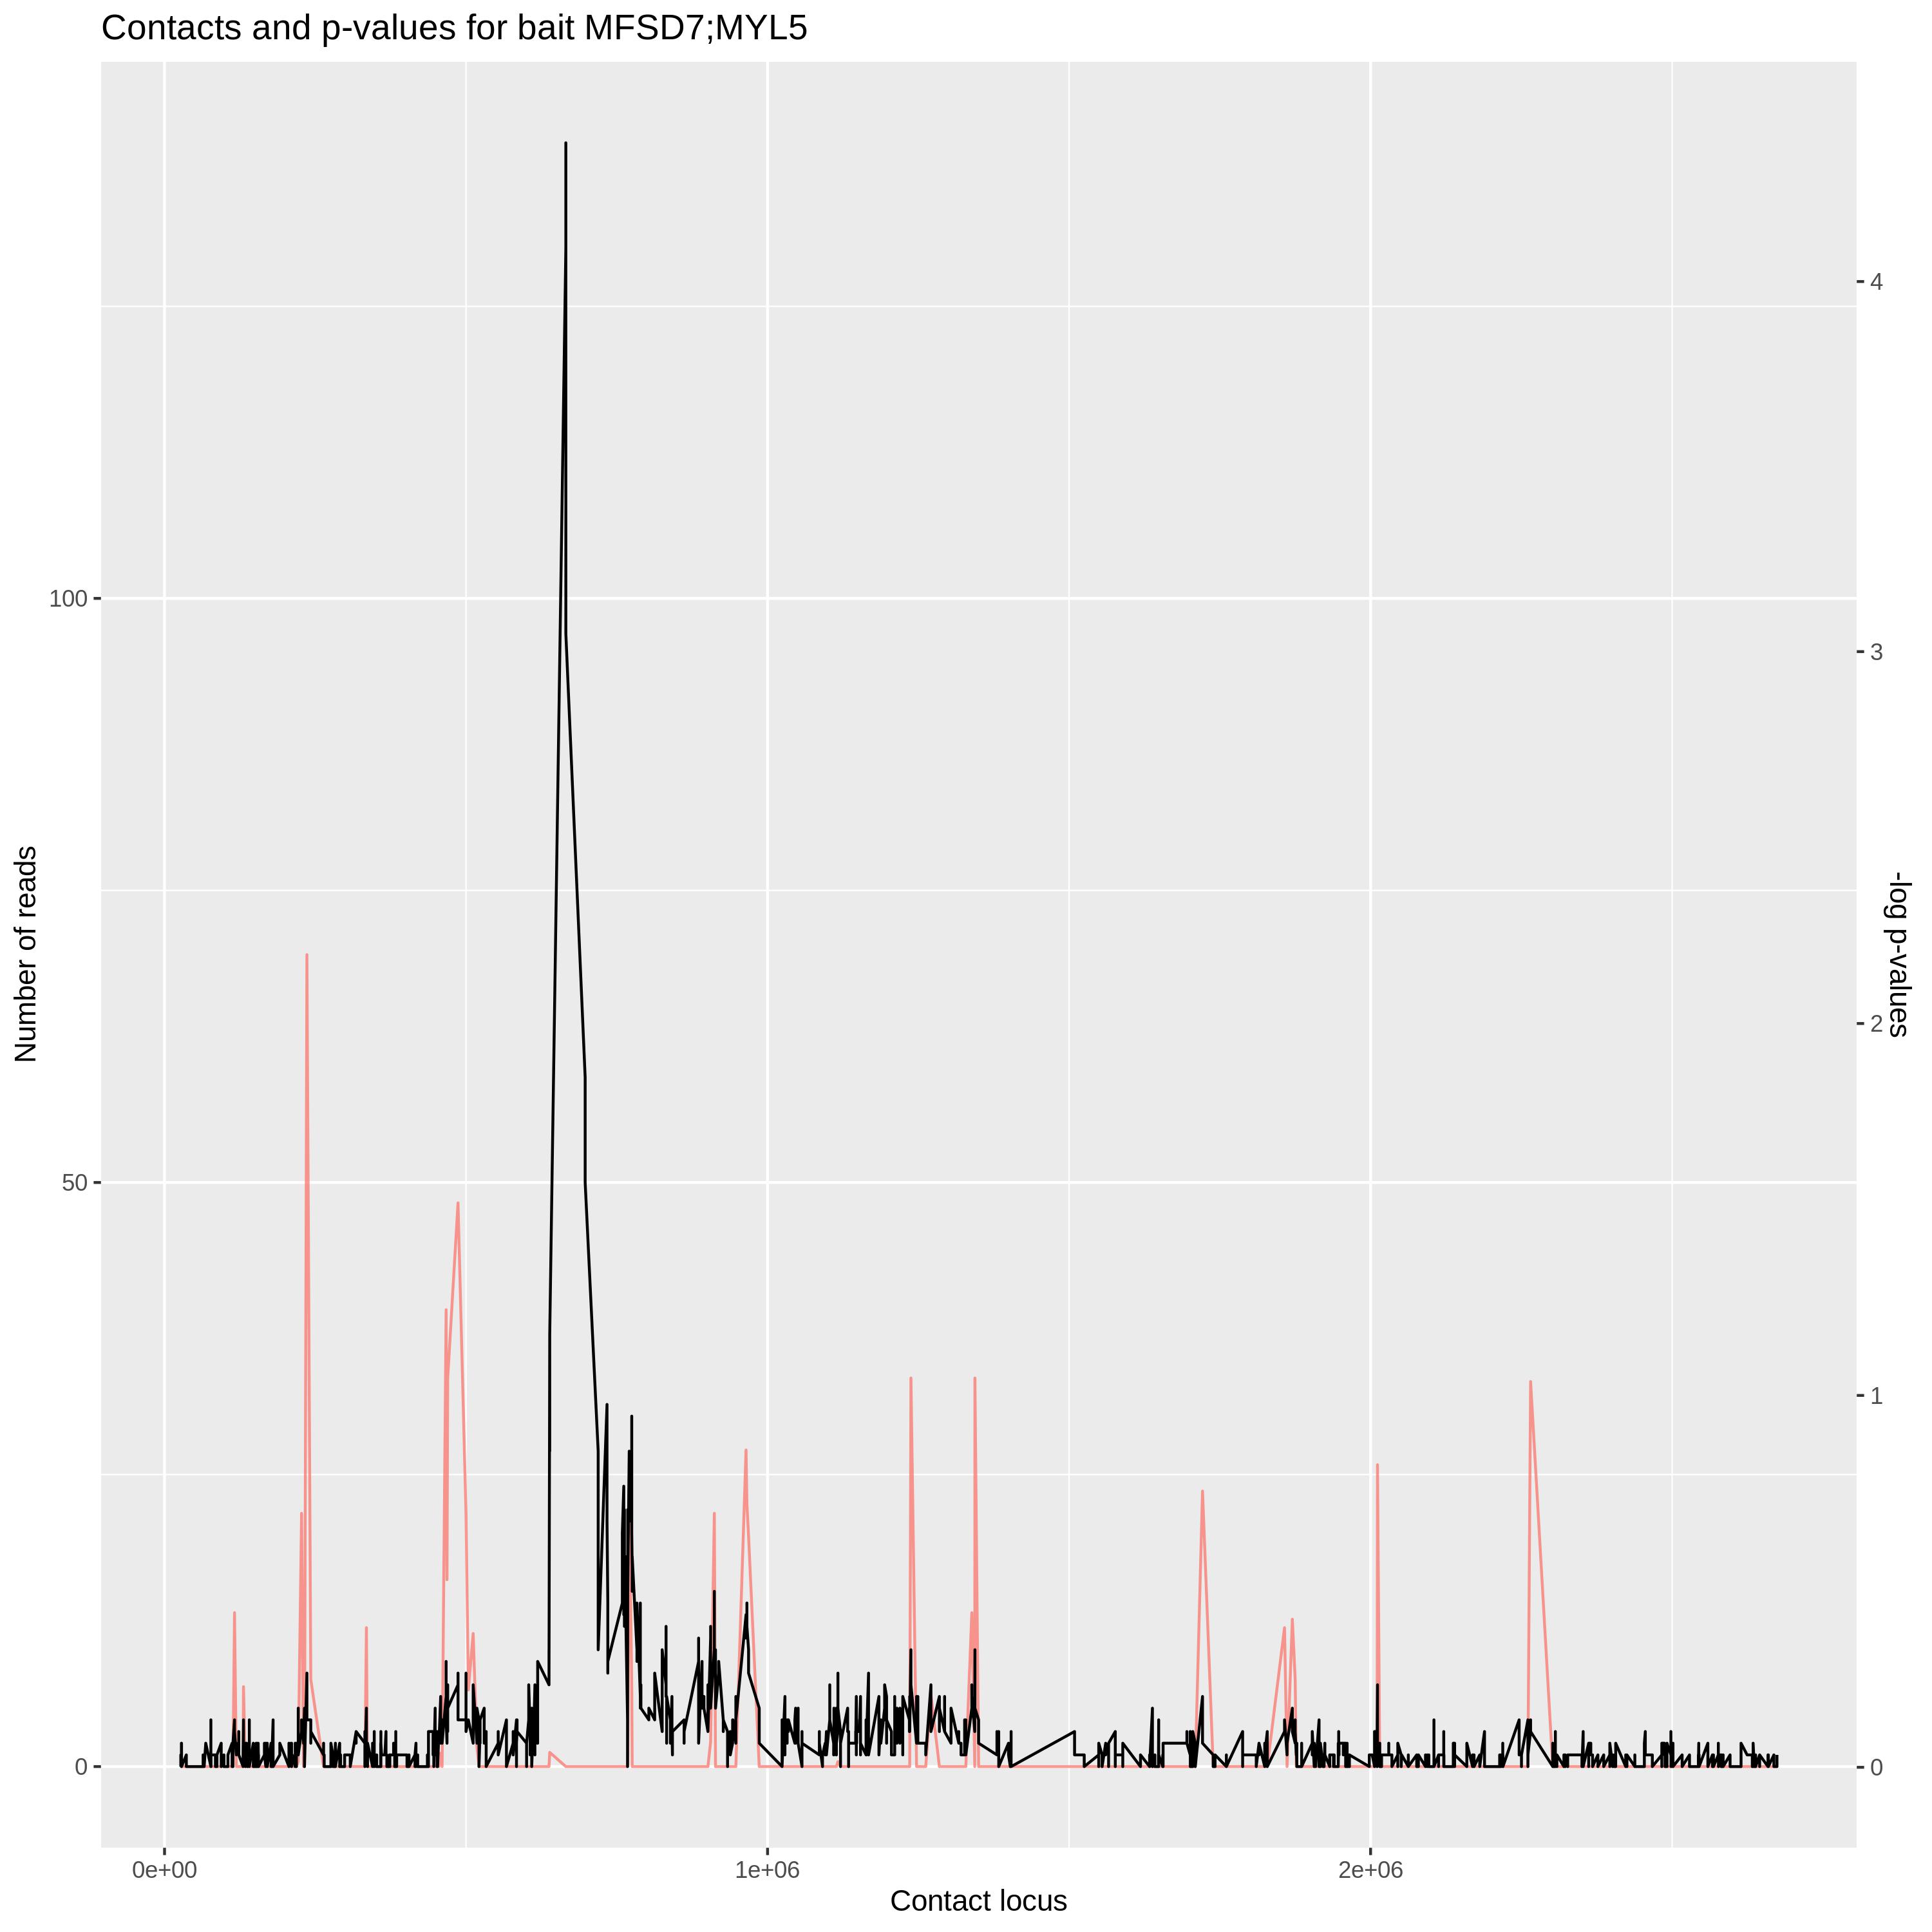 Contacts and p-values for bait MFSD7;MYL5
Number of reads
100
50
0
4
3
2
1
0
-log p-values
0e+00
1e+06
2e+06
Contact locus